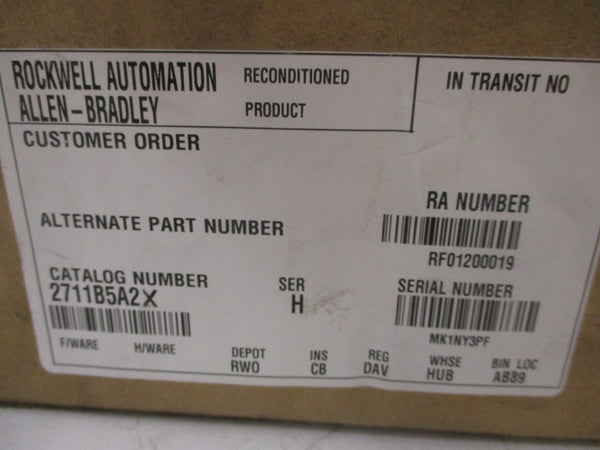 ROCKWELL AUTOMATION RECONDITIONED IN TRANSIT NO
ALLEN-BRADLEY PRODUCT
CUSTOMER ORDER
RA NUMBER
ALTERNATE PART NUMBER
RF01200019
CATALOG NUMBER SER SERIAL NUMBER
2711B5A2X H
MK1NY3PF
F/WARE H/WARE DEPOT INS REG WHSE BIN LOC
RWO CB DAV HUB A889